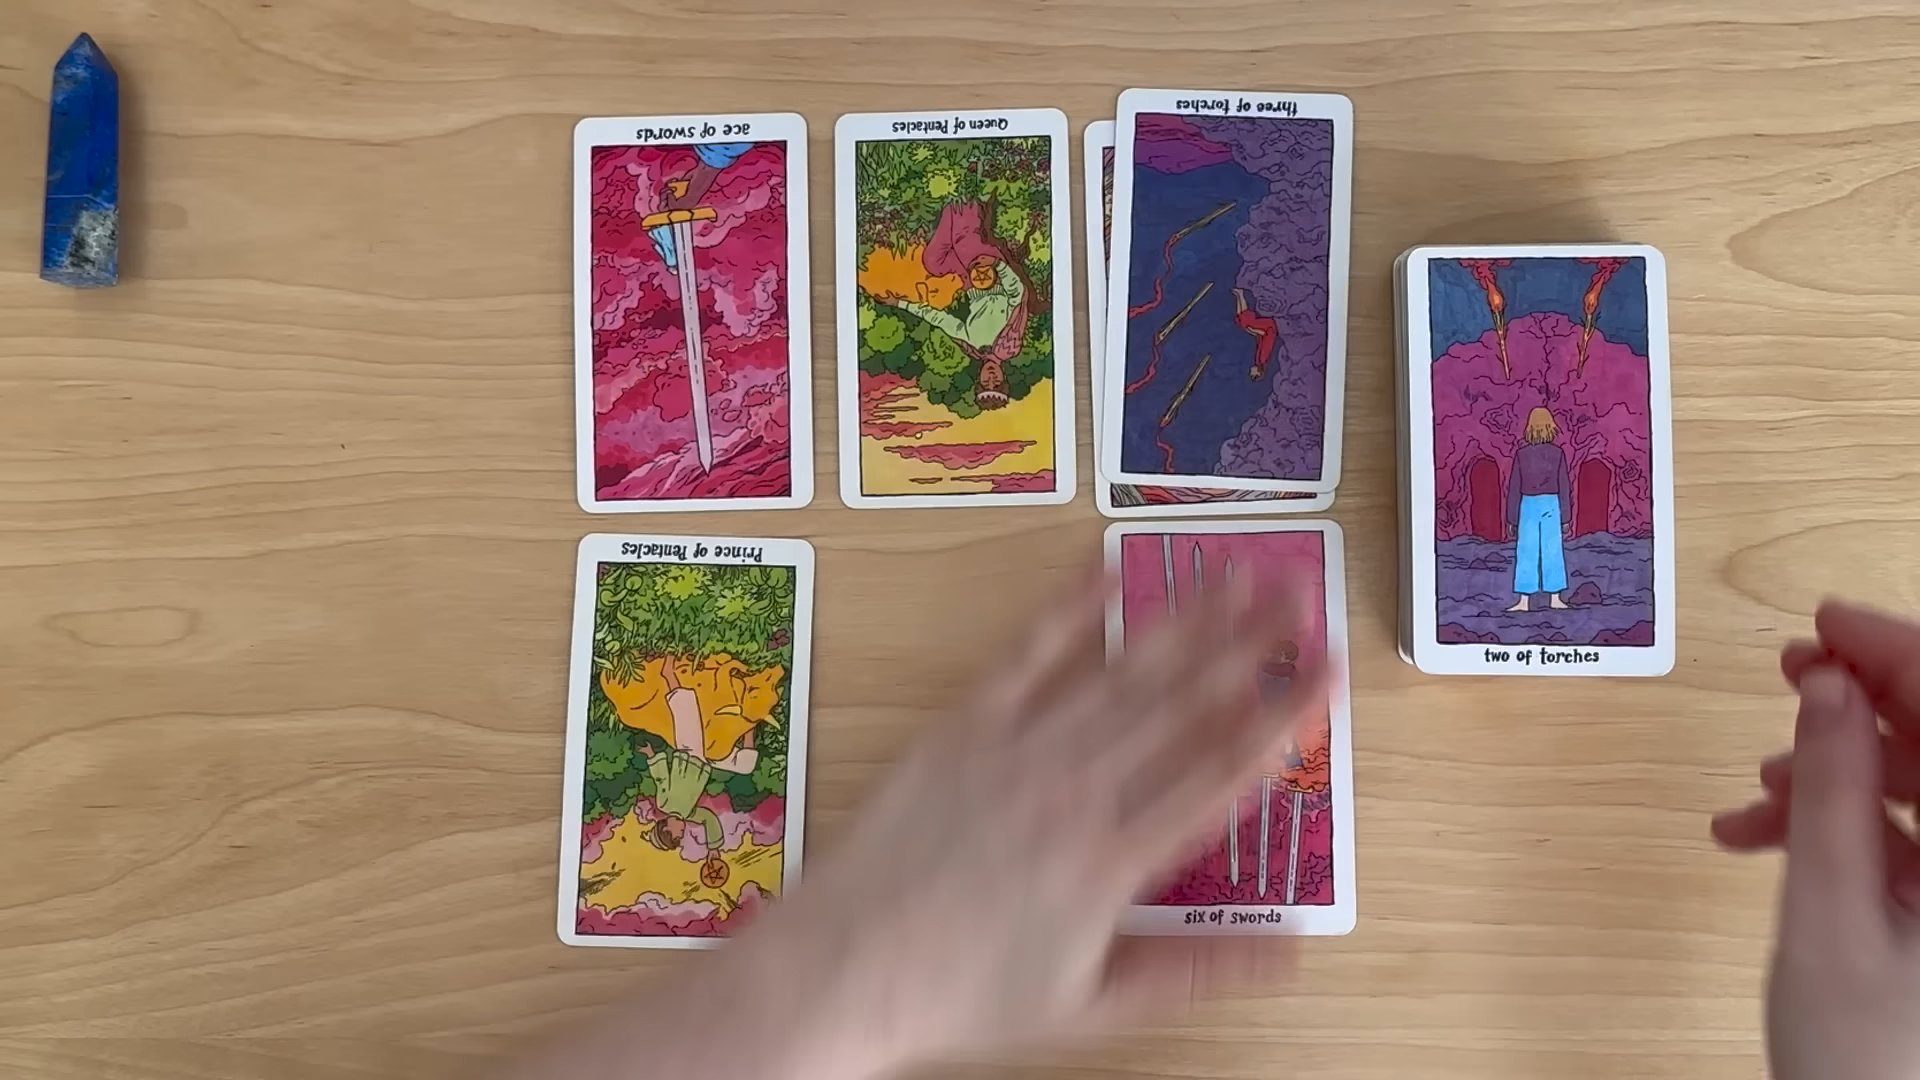 ace of swords
Queen of Pentacles
three of torches
Prince of Pentacles
six of swords
two of torches